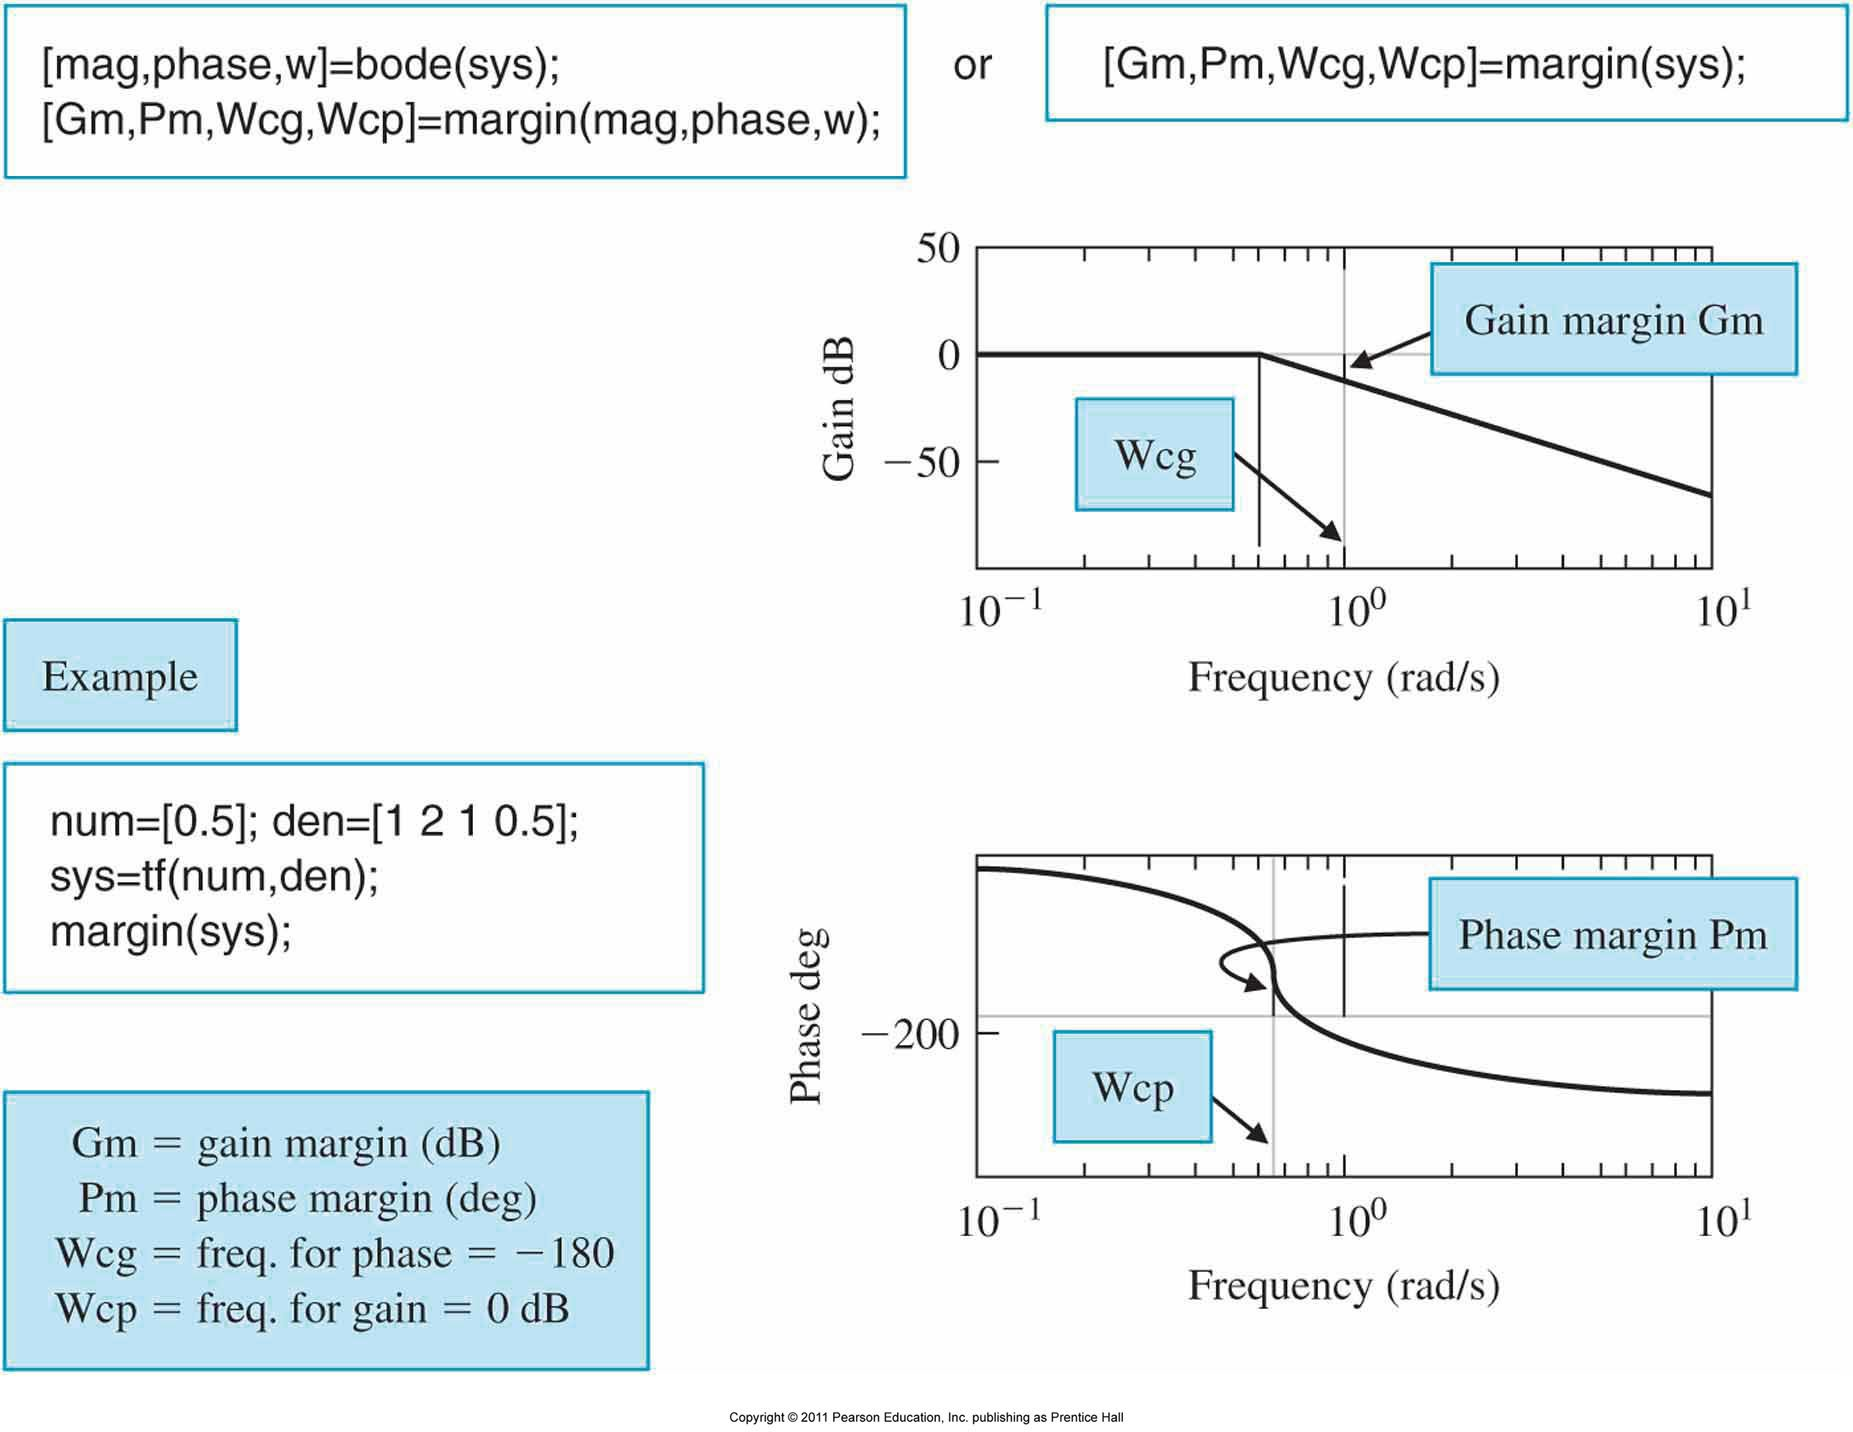 [mag,phase,w]=bode(sys);
[Gm,Pm,Wcg,Wcp]=margin(mag,phase,w);
or
[Gm,Pm,Wcg,Wcp]=margin(sys);
50
0
−50
Gain dB
Gain margin Gm
Wcg
10⁻¹ 10⁰ 10¹
Frequency (rad/s)
Example
num=[0.5]; den=[1 2 1 0.5];
sys=tf(num,den);
margin(sys);
Phase deg
−200
Phase margin Pm
Wcp
10⁻¹ 10⁰ 10¹
Frequency (rad/s)
Gm = gain margin (dB)
Pm = phase margin (deg)
Wcg = freq. for phase = −180
Wcp = freq. for gain = 0 dB
Copyright © 2011 Pearson Education, Inc. publishing as Prentice Hall